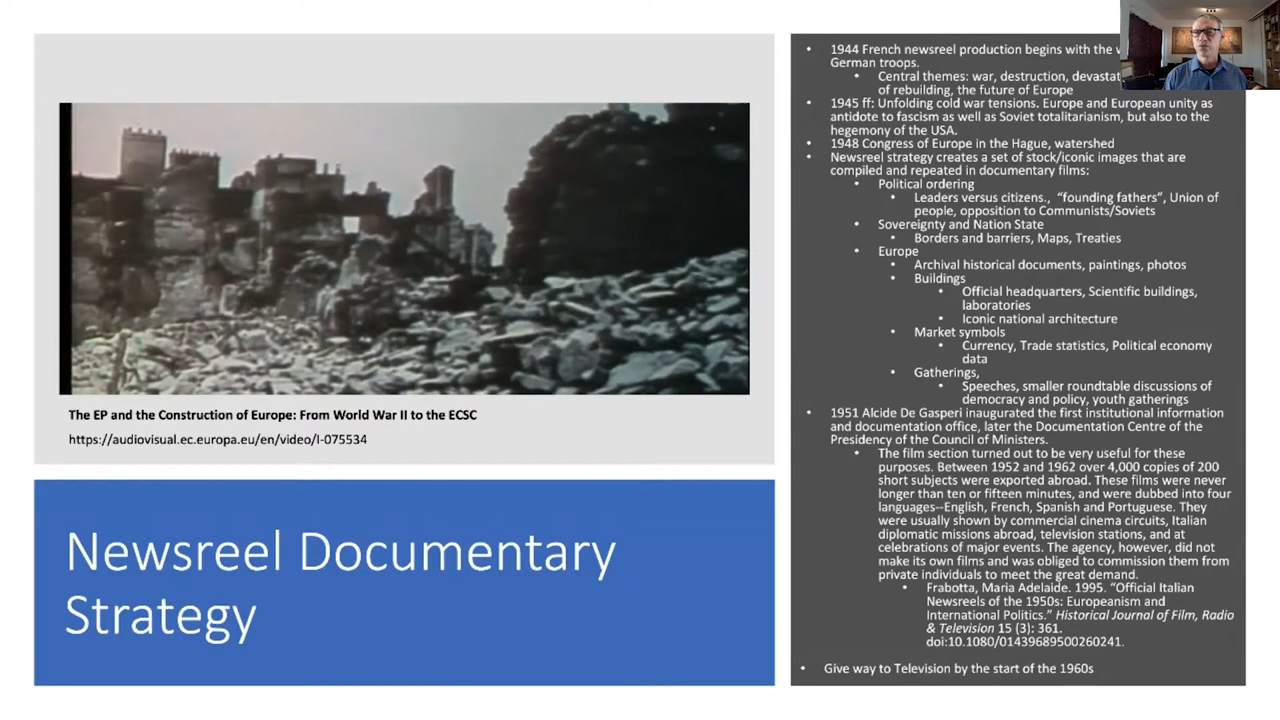 The EP and the Construction of Europe: From World War II to the ECSC
https://audiovisual.ec.europa.eu/en/video/I-075534
Newsreel Documentary
Strategy
• 1944 French newsreel production begins with the
German troops.
• Central themes: war, destruction,
of rebuilding, the future of Europe
• 1945 ff: Unfolding cold war tensions. Europe and European unity as
antidote to fascism as well as Soviet totalitarianism, but also to the
hegemony of the USA.
• 1948 Congress of Europe in the Hague, watershed
• Newsreel strategy creates a set of stock/iconic images that are
compiled and repeated in documentary films:
• Political ordering
• Leaders versus citizens., “founding fathers”, Union of
people, opposition to Communists/Soviets
• Sovereignty and Nation State
• Borders and barriers, Maps, Treaties
• Europe
• Archival historical documents, paintings, photos
• Buildings
• Official headquarters, Scientific buildings,
laboratories
• Iconic national architecture
• Market symbols
• Currency, Trade statistics, Political economy
data
• Gatherings,
• Speeches, smaller roundtable discussions of
democracy and policy, youth gatherings
• 1951 Alcide De Gasperi inaugurated the first institutional information
and documentation office, later the Documentation Centre of the
Presidency of the Council of Ministers.
• The film section turned out to be very useful for these
purposes. Between 1952 and 1962 over 4,000 copies of 200
short subjects were exported abroad. These films were never
longer than ten or fifteen minutes, and were dubbed into four
languages--English, French, Spanish and Portuguese. They
were usually shown by commercial cinema circuits, Italian
diplomatic missions abroad, television stations, and at
celebrations of major events. The agency, however, did not
make its own films and was obliged to commission them from
private individuals to meet the great demand.
• Frabotta, Maria Adelaide. 1995. “Official Italian
Newsreels of the 1950s: Europeanism and
International Politics.” Historical Journal of Film, Radio
& Television 15 (3): 361.
doi:10.1080/01439689500260241.
• Give way to Television by the start of the 1960s